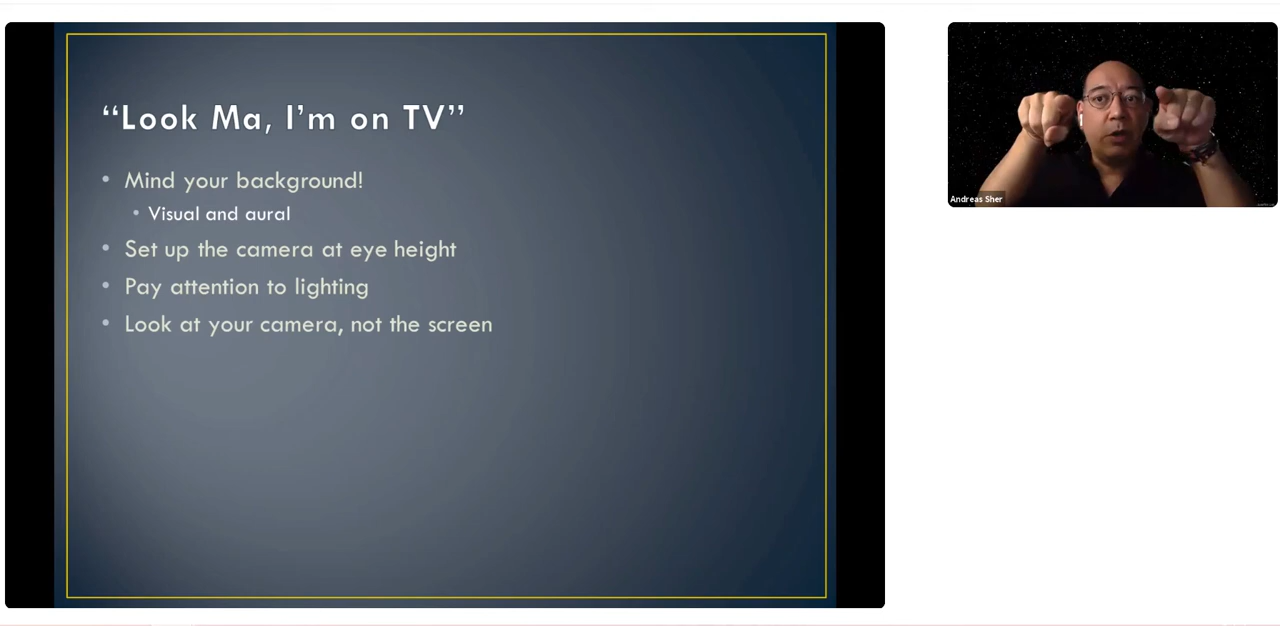 “Look Ma, I’m on TV”
• Mind your background!
• Visual and aural
• Set up the camera at eye height
• Pay attention to lighting
• Look at your camera, not the screen
Andreas Sher